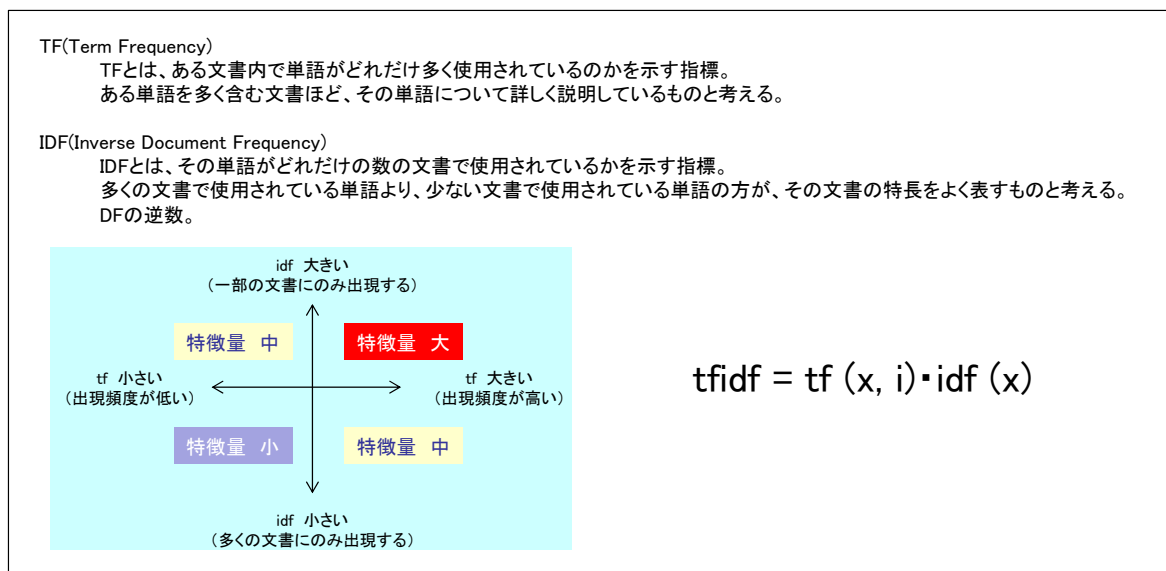 TF(Term Frequency)
TFとは、ある文書内で単語がどれだけ多く使用されているのかを示す指標。
ある単語を多く含む文書ほど、その単語について詳しく説明しているものと考える。
IDF(Inverse Document Frequency)
IDFとは、その単語がどれだけの数の文書で使用されているかを示す指標。
多くの文書で使用されている単語より、少ない文書で使用されている単語の方が、その文書の特長をよく表すものと考える。
DFの逆数。
idf 大きい
（一部の文書にのみ出現する）
特徴量 中
特徴量 大
tf 小さい
（出現頻度が低い）
tf 大きい
（出現頻度が高い）
特徴量 小
特徴量 中
idf 小さい
（多くの文書にのみ出現する）
tfidf = tf (x, i)･idf (x)